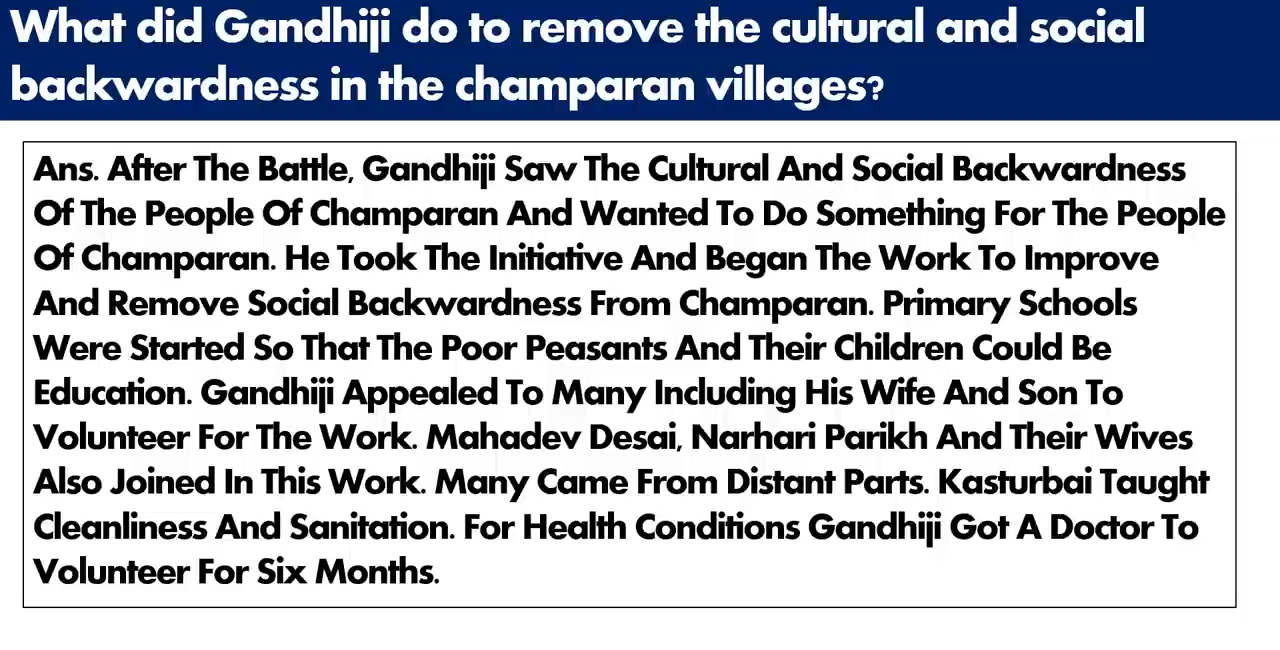 What did Gandhiji do to remove the cultural and social
backwardness in the champaran villages?
Ans. After The Battle, Gandhiji Saw The Cultural And Social Backwardness
Of The People Of Champaran And Wanted To Do Something For The People
Of Champaran. He Took The Initiative And Began The Work To Improve
And Remove Social Backwardness From Champaran. Primary Schools
Were Started So That The Poor Peasants And Their Children Could Be
Education. Gandhiji Appealed To Many Including His Wife And Son To
Volunteer For The Work. Mahadev Desai, Narhari Parikh And Their Wives
Also Joined In This Work. Many Came From Distant Parts. Kasturbai Taught
Cleanliness And Sanitation. For Health Conditions Gandhiji Got A Doctor To
Volunteer For Six Months.